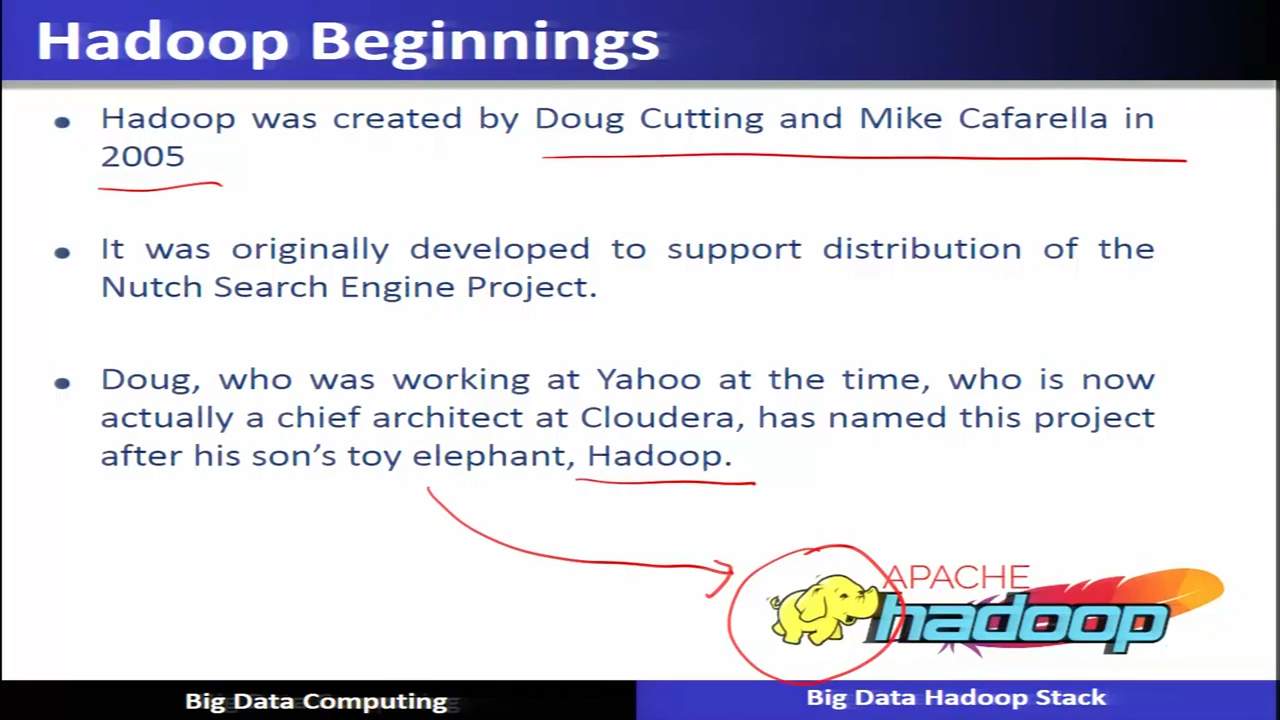 Hadoop Beginnings
• Hadoop was created by Doug Cutting and Mike Cafarella in
2005
• It was originally developed to support distribution of the
Nutch Search Engine Project.
• Doug, who was working at Yahoo at the time, who is now
actually a chief architect at Cloudera, has named this project
after his son's toy elephant, Hadoop.
APACHE
hadoop
Big Data Computing
Big Data Hadoop Stack